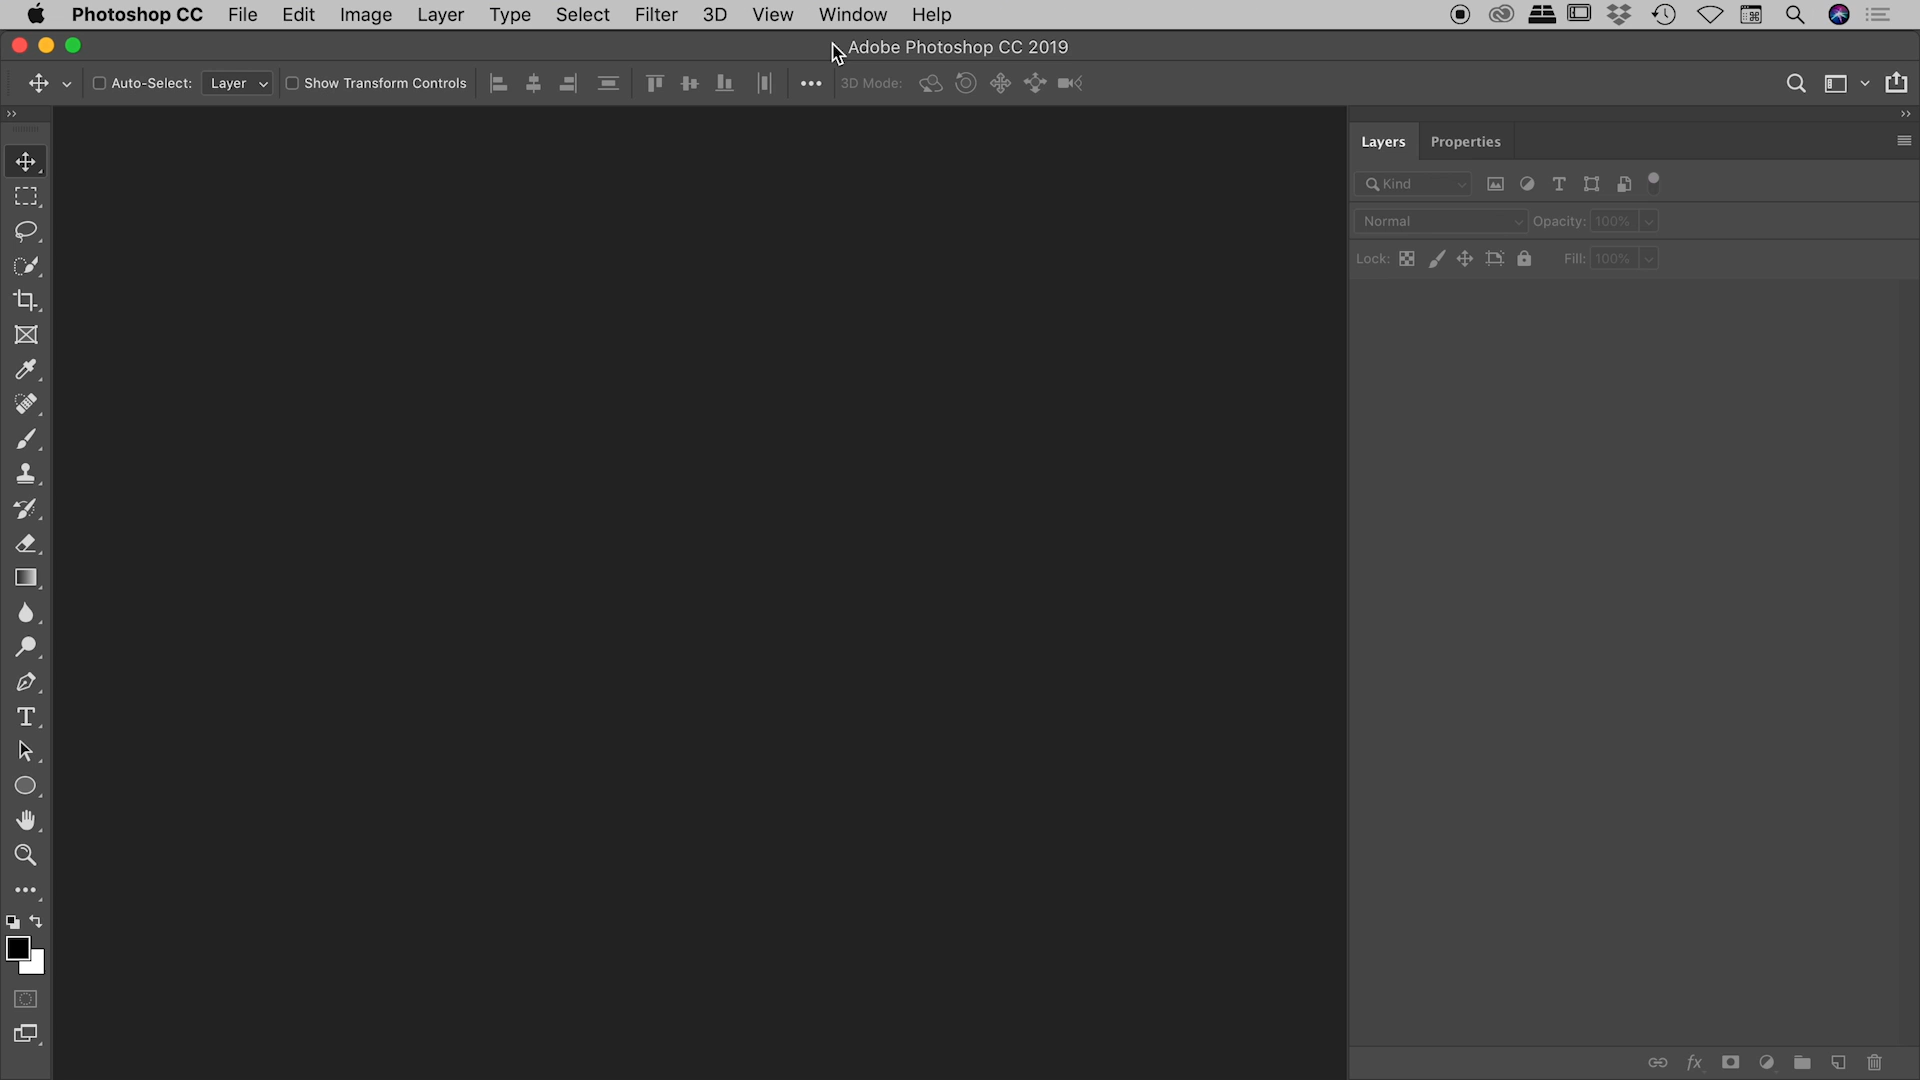 Photoshop CC File Edit Image Layer Type Select Filter 3D View Window Help
Adobe Photoshop CC 2019
Auto-Select: Layer Show Transform Controls 3D Mode:
Layers Properties
Kind
Normal Opacity: 100%
Lock: Fill: 100%
fx